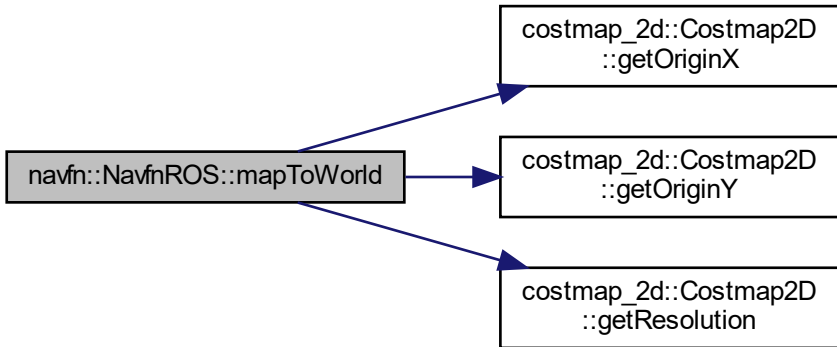 costmap_2d::Costmap2D
::getOriginX
navfn::NavfnROS::mapToWorld
costmap_2d::Costmap2D
::getOriginY
costmap_2d::Costmap2D
::getResolution